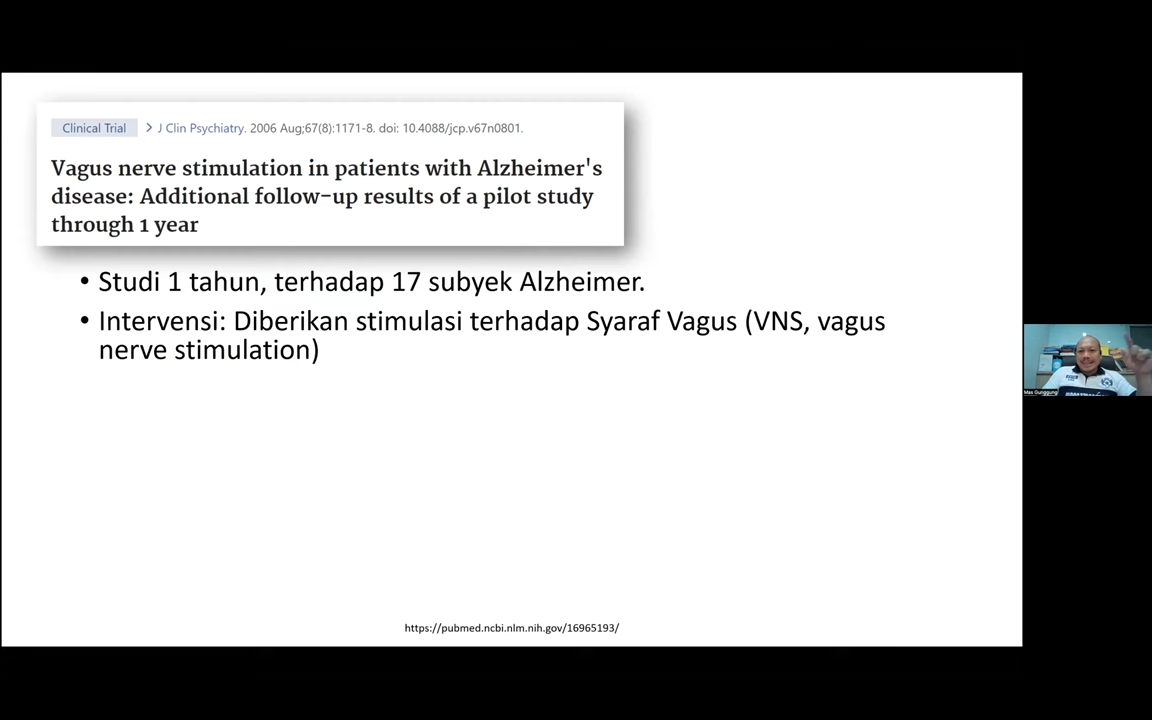 Clinical Trial > J Clin Psychiatry. 2006 Aug;67(8):1171-8. doi: 10.4088/jcp.v67n0801.
Vagus nerve stimulation in patients with Alzheimer's
disease: Additional follow-up results of a pilot study
through 1 year
• Studi 1 tahun, terhadap 17 subyek Alzheimer.
• Intervensi: Diberikan stimulasi terhadap Syaraf Vagus (VNS, vagus
nerve stimulation)
Mas Gunggung
https://pubmed.ncbi.nlm.nih.gov/16965193/